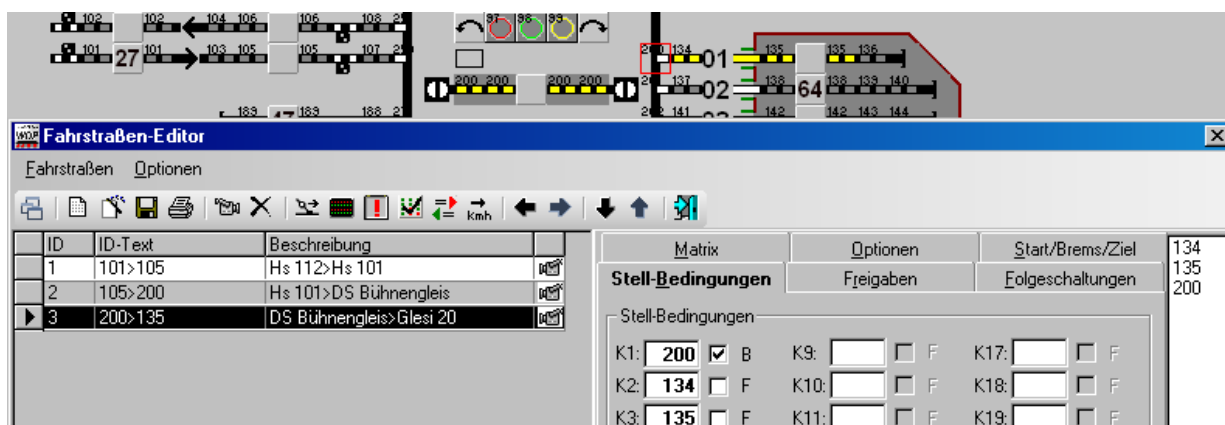 102 102 104 106 106 108
97 98 99
101 27 101 103 105 105 107
134 01 135 135 136
200 200 200 200 137 02 138 64 138 139 140
189 189 188 141 142 142 143 144
Fahrstraßen-Editor
Fahrstraßen Optionen
kmh
ID ID-Text Beschreibung
1 101>105 Hs 112>Hs 101
2 105>200 Hs 101>DS Bühnengleis
3 200>135 DS Bühnengleis>Glesi 20
Matrix Optionen Start/Brems/Ziel
Stell-Bedingungen Freigaben Folgeschaltungen
134
135
200
Stell-Bedingungen
K1: 200 B K9: F K17: F
K2: 134 F K10: F K18: F
K3: 135 F K11: F K19: F